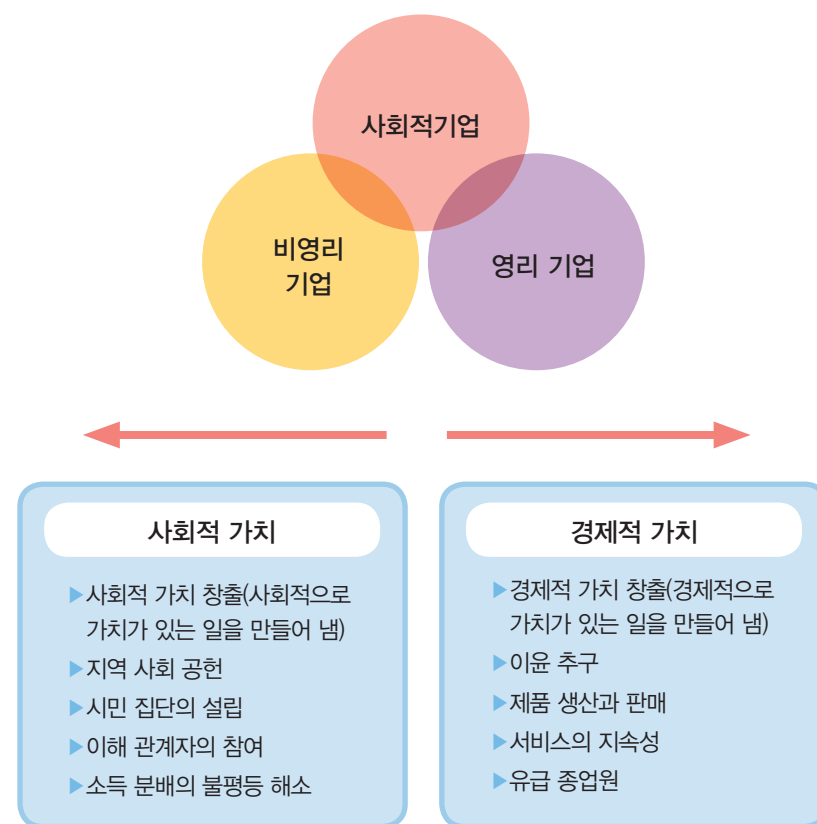 사회적기업
비영리
기업
영리 기업
사회적 가치
▶사회적 가치 창출(사회적으로
가치가 있는 일을 만들어 냄)
▶지역 사회 공헌
▶시민 집단의 설립
▶이해 관계자의 참여
▶소득 분배의 불평등 해소
경제적 가치
▶경제적 가치 창출(경제적으로
가치가 있는 일을 만들어 냄)
▶이윤 추구
▶제품 생산과 판매
▶서비스의 지속성
▶유급 종업원